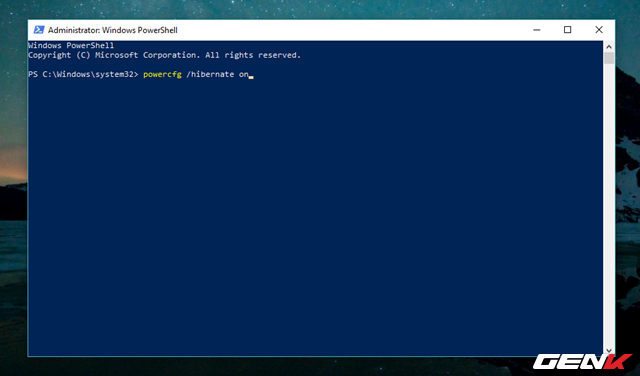 Administrator: Windows PowerShell
Windows PowerShell
Copyright (C) Microsoft Corporation. All rights reserved.
PS C:\Windows\system32> powercfg /hibernate on
GENK